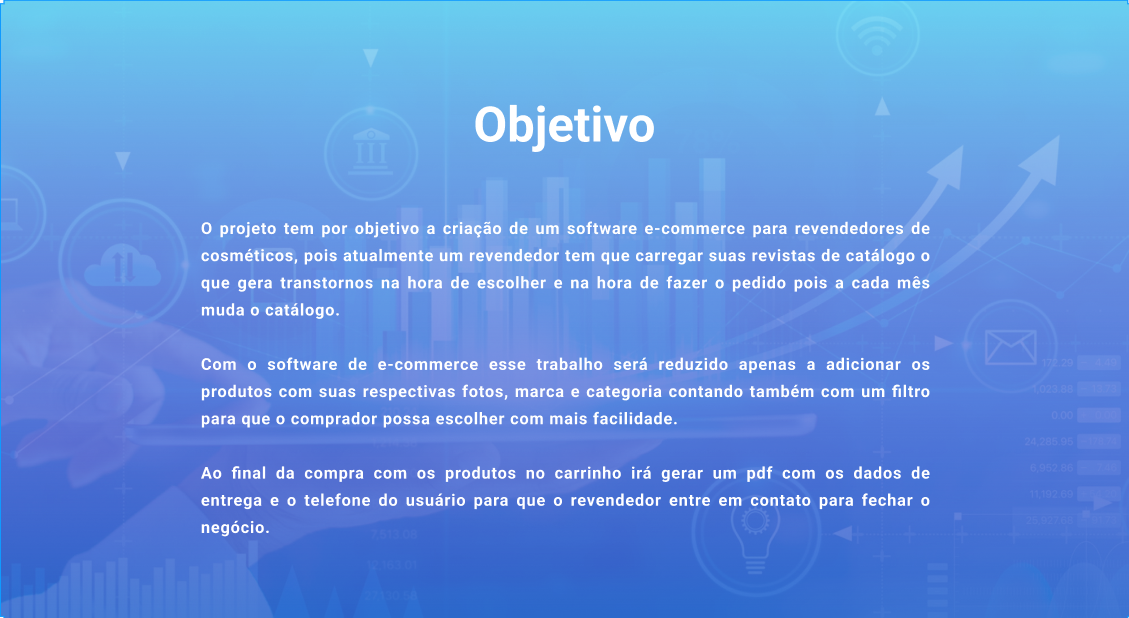 Objetivo
O projeto tem por objetivo a criação de um software e-commerce para revendedores de
cosméticos, pois atualmente um revendedor tem que carregar suas revistas de catálogo o
que gera transtornos na hora de escolher e na hora de fazer o pedido pois a cada mês
muda o catálogo.
Com o software de e-commerce esse trabalho será reduzido apenas a adicionar os
produtos com suas respectivas fotos, marca e categoria contando também com um filtro
para que o comprador possa escolher com mais facilidade.
Ao final da compra com os produtos no carrinho irá gerar um pdf com os dados de
entrega e o telefone do usuário para que o revendedor entre em contato para fechar o
negócio.
0.00
24,285.95